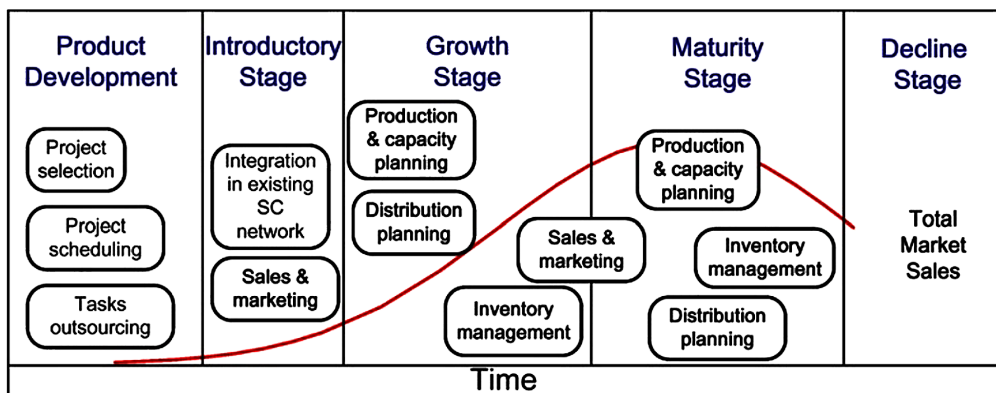 Product
Development
Introductory
Stage
Growth
Stage
Maturity
Stage
Decline
Stage
Project
selection
Project
scheduling
Tasks
outsourcing
Integration
in existing
SC
network
Sales &
marketing
Production
& capacity
planning
Distribution
planning
Inventory
management
Sales &
marketing
Production
& capacity
planning
Inventory
management
Distribution
planning
Total
Market
Sales
Time